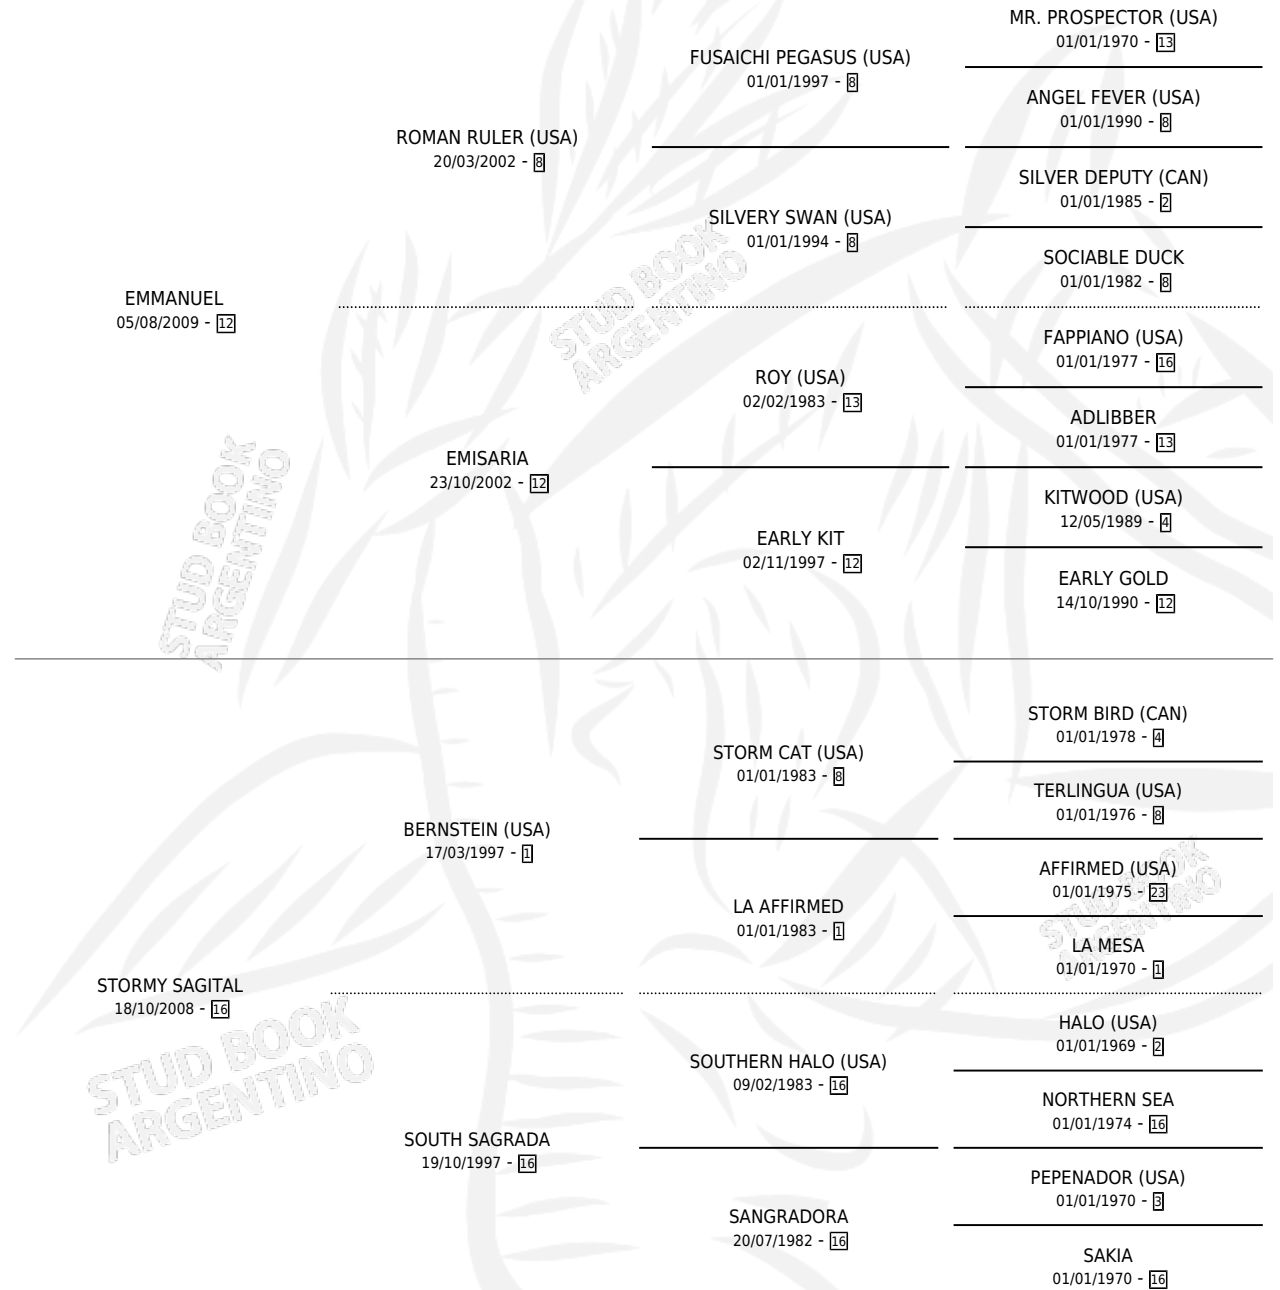 MR. PROSPECTOR (USA)
01/01/1970 - 13
FUSAICHI PEGASUS (USA)
01/01/1997 - 8
ANGEL FEVER (USA)
01/01/1990 - 8
ROMAN RULER (USA)
20/03/2002 - 8
SILVER DEPUTY (CAN)
01/01/1985 - 2
SILVERY SWAN (USA)
01/01/1994 - 8
SOCIABLE DUCK
01/01/1982 - 8
EMMANUEL
05/08/2009 - 12
STUD BOOK
ARGENTINO
FAPPIANO (USA)
01/01/1977 - 16
ROY (USA)
02/02/1983 - 13
ADLIBBER
01/01/1977 - 13
EMISARIA
23/10/2002 - 12
KITWOOD (USA)
12/05/1989 - 4
EARLY KIT
02/11/1997 - 12
EARLY GOLD
14/10/1990 - 12
STUD BOOK
ARGENTINO
STORM BIRD (CAN)
01/01/1978 - 4
STORM CAT (USA)
01/01/1983 - 8
TERLINGUA (USA)
01/01/1976 - 8
BERNSTEIN (USA)
17/03/1997 - 1
AFFIRMED (USA)
01/01/1975 - 23
LA AFFIRMED
01/01/1983 - 1
STUD BOOK
ARGENTINO
LA MESA
01/01/1970 - 1
STORMY SAGITAL
18/10/2008 - 16
HALO (USA)
01/01/1969 - 2
SOUTHERN HALO (USA)
09/02/1983 - 16
STUD BOOK
ARGENTINO
NORTHERN SEA
01/01/1974 - 16
SOUTH SAGRADA
19/10/1997 - 16
PEPENADOR (USA)
01/01/1970 - 3
SANGRADORA
20/07/1982 - 16
SAKIA
01/01/1970 - 16